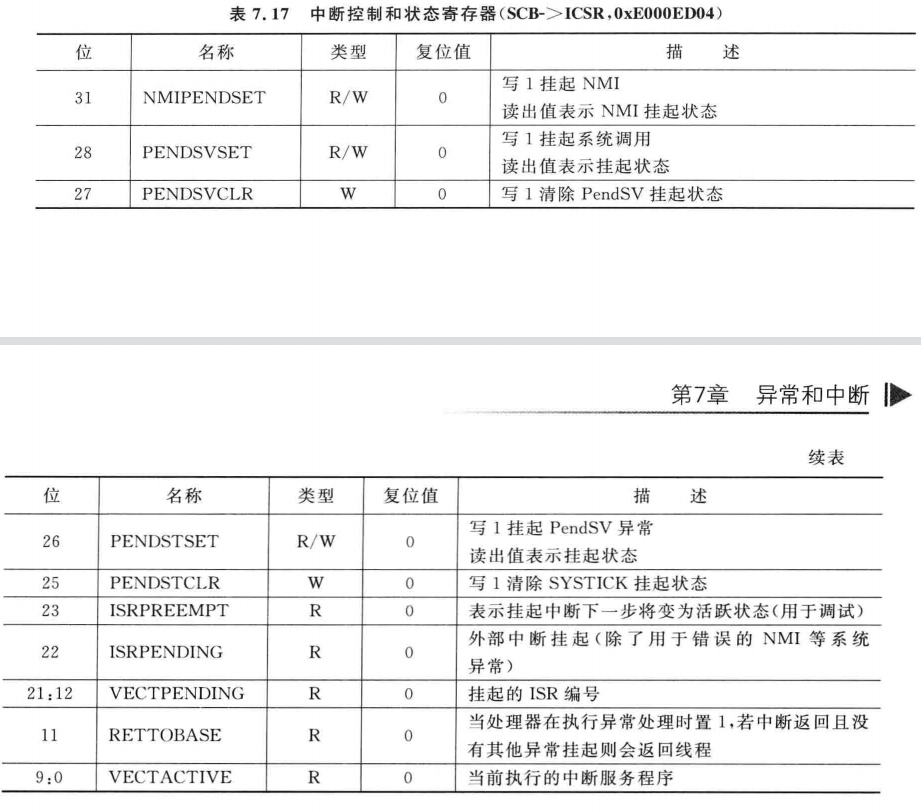 表 7.17 中断控制和状态寄存器(SCB->ICSR,0xE000ED04)
位 名称 类型 复位值 描 述
31 NMIPENDSET R/W 0 写 1 挂起 NMI
读出值表示 NMI 挂起状态
28 PENDSVSET R/W 0 写 1 挂起系统调用
读出值表示挂起状态
27 PENDSVCLR W 0 写 1 清除 PendSV 挂起状态
第7章 异常和中断
续表
位 名称 类型 复位值 描 述
26 PENDSTSET R/W 0 写 1 挂起 PendSV 异常
读出值表示挂起状态
25 PENDSTCLR W 0 写 1 清除 SYSTICK 挂起状态
23 ISRPREEMPT R 0 表示挂起中断下一步将变为活跃状态(用于调试)
22 ISRPENDING R 0 外部中断挂起(除了用于错误的 NMI 等系统
异常)
21:12 VECTPENDING R 0 挂起的 ISR 编号
11 RETTOBASE R 0 当处理器在执行异常处理时置 1,若中断返回且没
有其他异常挂起则会返回线程
9:0 VECTACTIVE R 0 当前执行的中断服务程序